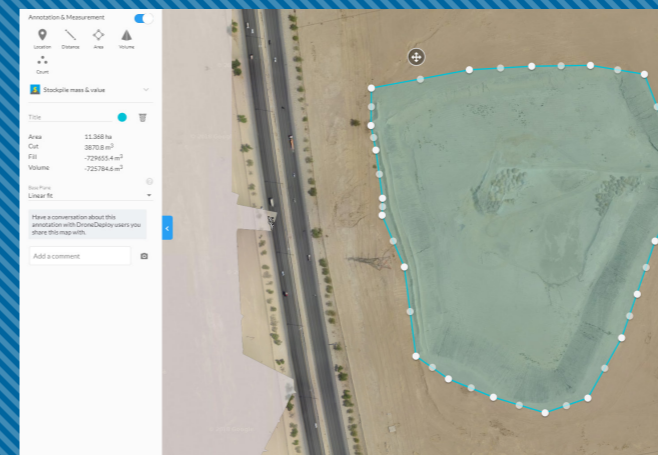 Annotation & Measurement
Location Distance Area Volume
Count
Stockpile mass & value
Title
Area 11.368 ha
Cut 3870.8 m³
Fill -729655.4 m³
Volume -725784.6 m³
Base Plane
Linear fit
Have a conversation about this
annotation with DroneDeploy users you
share this map with.
Add a comment